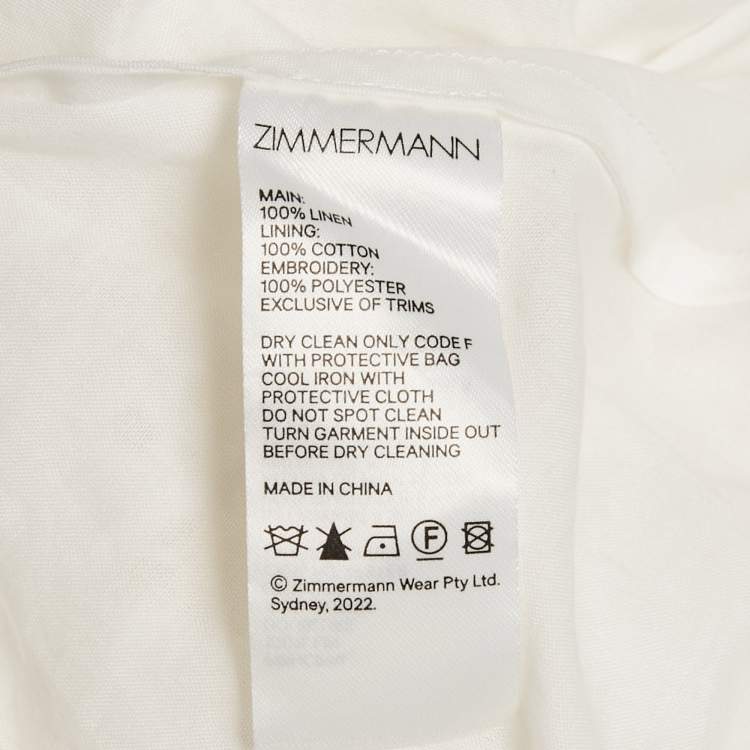 ZIMMERMANN
MAIN:
100% LINEN
LINING:
100% COTTON
EMBROIDERY:
100% POLYESTER
EXCLUSIVE OF TRIMS
DRY CLEAN ONLY CODE F
WITH PROTECTIVE BAG
COOL IRON WITH
PROTECTIVE CLOTH
DO NOT SPOT CLEAN
TURN GARMENT INSIDE OUT
BEFORE DRY CLEANING
MADE IN CHINA
F
© Zimmermann Wear Pty Ltd.
Sydney, 2022.